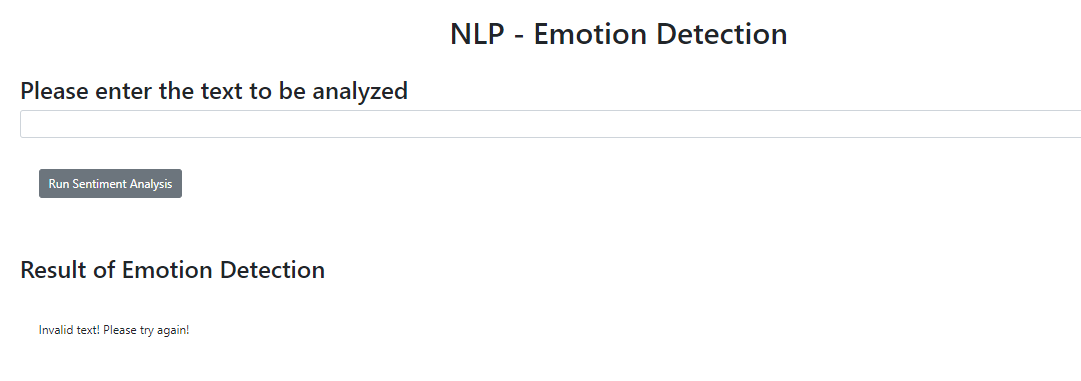 NLP - Emotion Detection
Please enter the text to be analyzed
Run Sentiment Analysis
Result of Emotion Detection
Invalid text! Please try again!